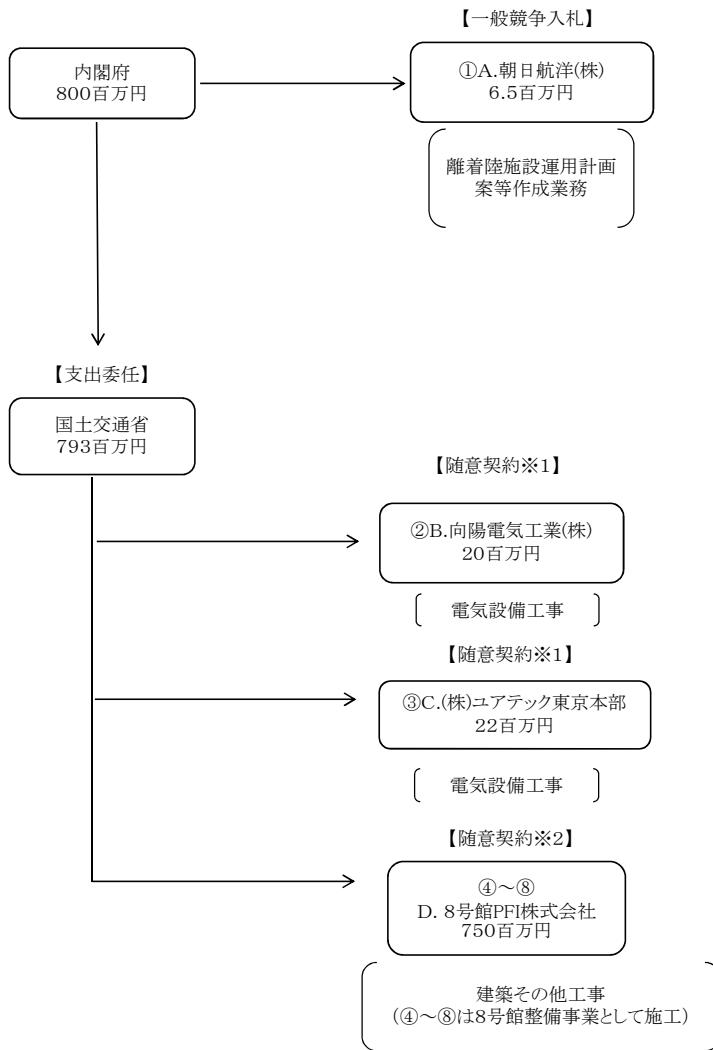 【一般競争入札】
内閣府
800百万円
①A.朝日航洋(株)
6.5百万円
離着陸施設運用計画
案等作成業務
【支出委任】
国土交通省
793百万円
【随意契約※1】
②B.向陽電気工業(株)
20百万円
電気設備工事
【随意契約※1】
③C.(株)ユアテック東京本部
22百万円
電気設備工事
【随意契約※2】
④～⑧
D. 8号館PFI株式会社
750百万円
建築その他工事
(④～⑧は8号館整備事業として施工)